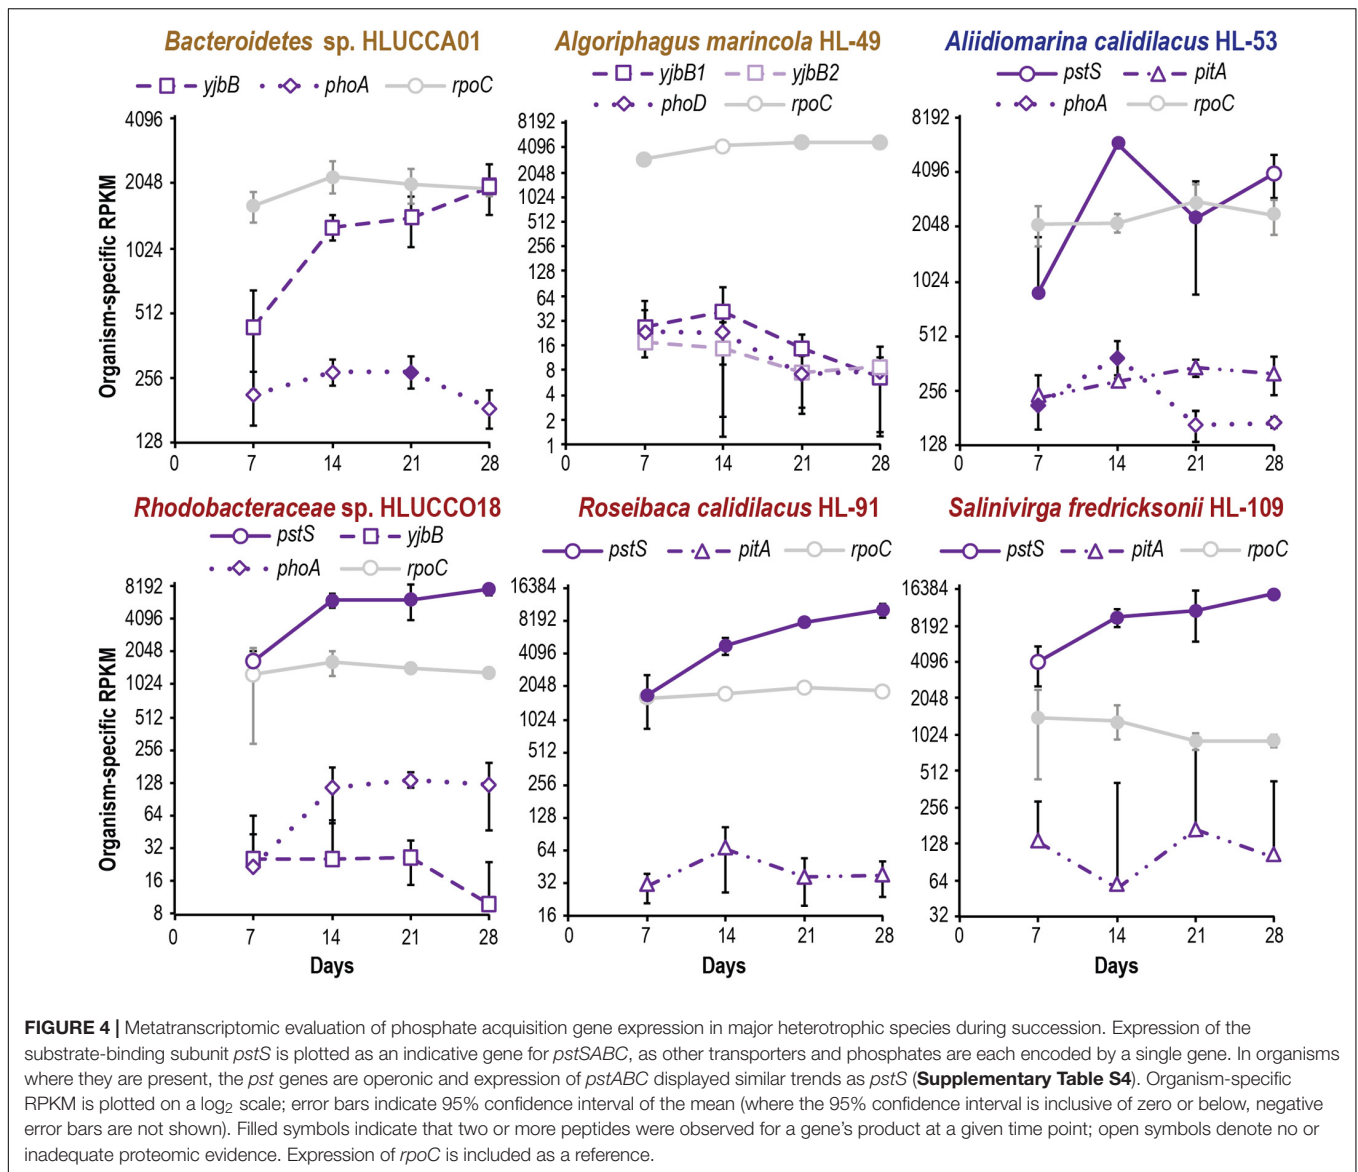 Bacteroidetes sp. HLUCCA01
yjbB phoA rpoC
Organism-specific RPKM
4096
2048
1024
512
256
128
0 7 14 21 28
Algoriphagus marincola HL-49
yjbB1 yjbB2
phoD rpoC
8192
4096
2048
1024
512
256
128
64
32
16
8
4
2
1
0 7 14 21 28
Aliidiomarina calidilacus HL-53
pstS pitA
phoA rpoC
8192
4096
2048
1024
512
256
128
0 7 14 21 28
Rhodobacteraceae sp. HLUCCO18
pstS yjbB
phoA rpoC
Organism-specific RPKM
8192
4096
2048
1024
512
256
128
64
32
16
8
0 7 14 21 28
Days
Roseibaca calidilacus HL-91
pstS pitA rpoC
16384
8192
4096
2048
1024
512
256
128
64
32
16
0 7 14 21 28
Days
Salinivirga fredricksonii HL-109
pstS pitA rpoC
16384
8192
4096
2048
1024
512
256
128
64
32
0 7 14 21 28
Days
FIGURE 4 | Metatranscriptomic evaluation of phosphate acquisition gene expression in major heterotrophic species during succession. Expression of the
substrate-binding subunit pstS is plotted as an indicative gene for pstSABC, as other transporters and phosphates are each encoded by a single gene. In organisms
where they are present, the pst genes are operonic and expression of pstABC displayed similar trends as pstS (Supplementary Table S4). Organism-specific
RPKM is plotted on a log₂ scale; error bars indicate 95% confidence interval of the mean (where the 95% confidence interval is inclusive of zero or below, negative
error bars are not shown). Filled symbols indicate that two or more peptides were observed for a gene's product at a given time point; open symbols denote no or
inadequate proteomic evidence. Expression of rpoC is included as a reference.